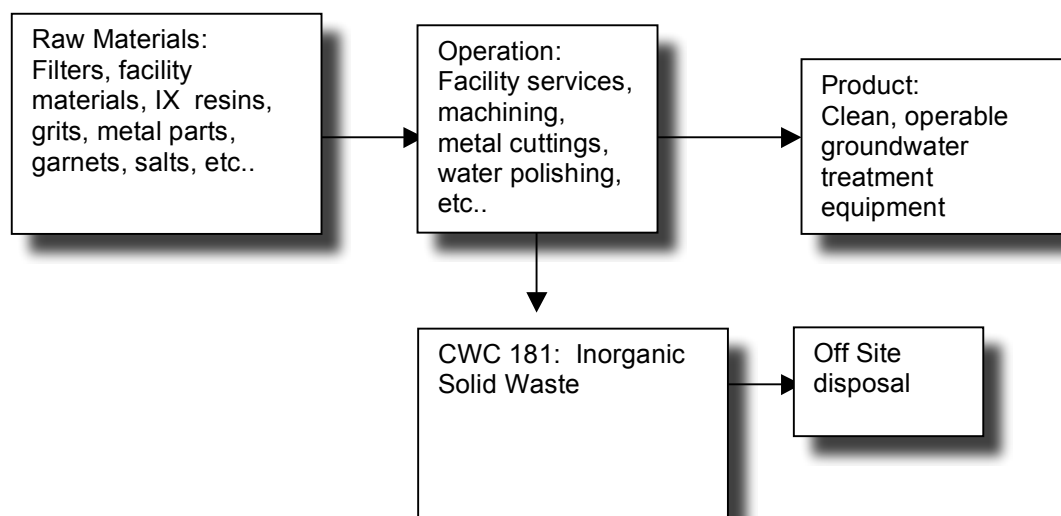 Raw Materials:
Filters, facility
materials, IX  resins,
grits, metal parts,
garnets, salts, etc..
Operation:
Facility services,
machining,
metal cuttings,
water polishing,
etc..
Product:
Clean, operable
groundwater
treatment
equipment
CWC 181:  Inorganic
Solid Waste
Off Site
disposal